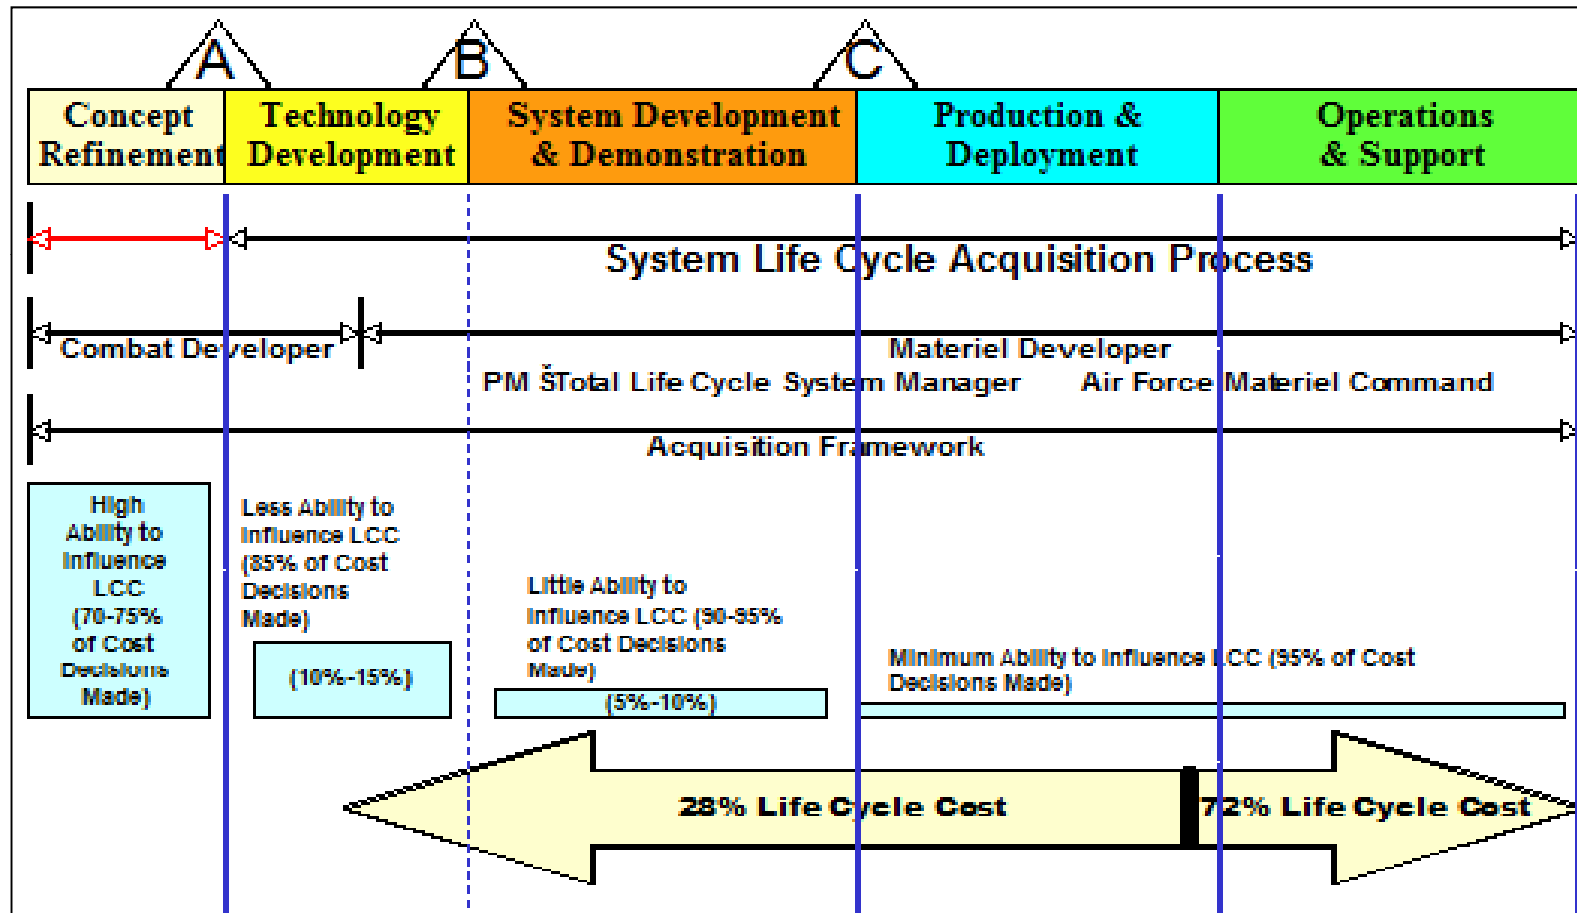 A
B
C
Concept
Refinement
Technology
Development
System Development
& Demonstration
Production &
Deployment
Operations
& Support
System Life Cycle Acquisition Process
Combat Developer
Materiel Developer
PM ŠTotal Life Cycle System Manager
Air Force Materiel Command
Acquisition Framework
High
Ability to
Influence
LCC
(70-75%
of Cost
Decisions
Made)
Less Ability to
Influence LCC
(85% of Cost
Decisions
Made)
(10%-15%)
Little Ability to
Influence LCC (90-95%
of Cost Decisions
Made)
(5%-10%)
Minimum Ability to Influence LCC (95% of Cost
Decisions Made)
28% Life Cycle Cost
72% Life Cycle Cost